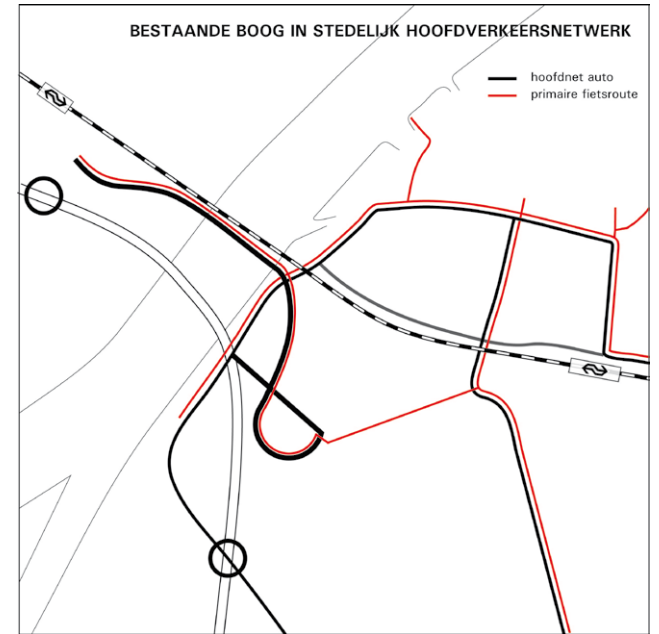 BESTAANDE BOOG IN STEDELIJK HOOFDVERKEERSNETWERK
hoofdnet auto
primaire fietsroute